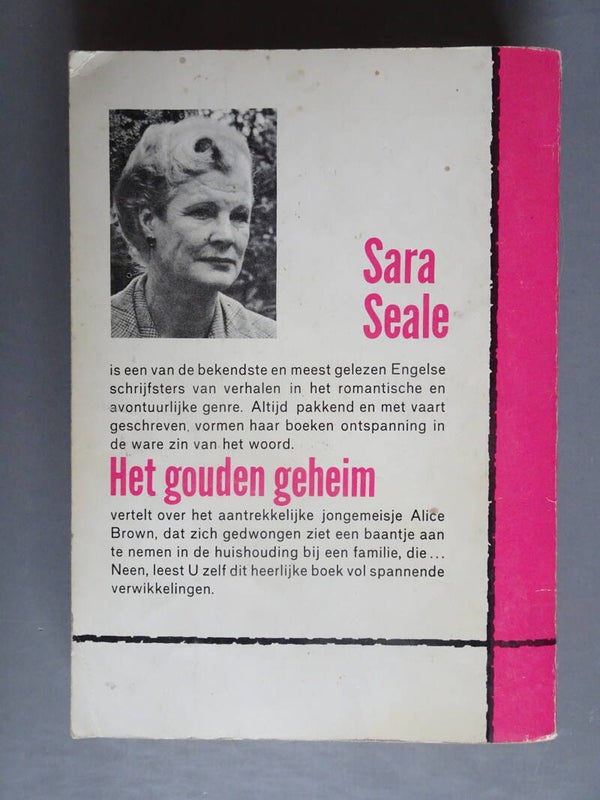 Sara
Seale
is een van de bekendste en meest gelezen Engelse
schrijfsters van verhalen in het romantische en
avontuurlijke genre. Altijd pakkend en met vaart
geschreven, vormen haar boeken ontspanning in
de ware zin van het woord.
Het gouden geheim
vertelt over het aantrekkelijke jongemeisje Alice
Brown, dat zich gedwongen ziet een baantje aan
te nemen in de huishouding bij een familie, die...
Neen, leest U zelf dit heerlijke boek vol spannende
verwikkelingen.